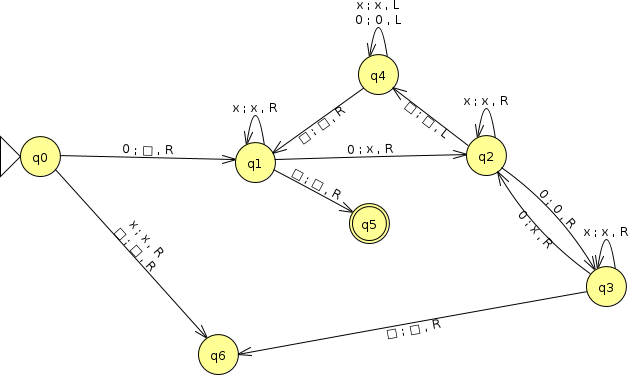 x ; x , L
0 ; 0 , L
q4
x ; x , R
x ; x , R
□ ; □ , R
□ ; □ , L
q0
0 ; □ , R
q1
0 ; x , R
q2
□ ; □ , R
0 ; 0 , R
0 ; x , R
q5
x ; x , R
□ ; □ , R
x ; x , R
q3
□ ; □ , R
q6